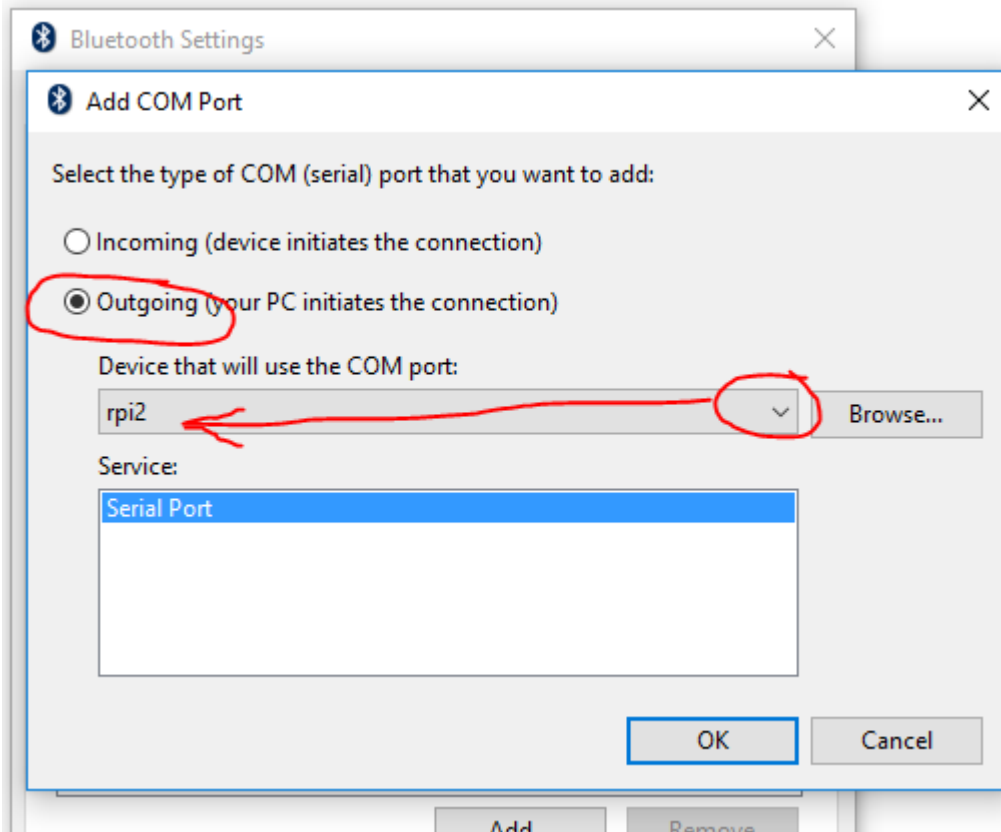 Bluetooth Settings
Add COM Port
Select the type of COM (serial) port that you want to add:
Incoming (device initiates the connection)
Outgoing (your PC initiates the connection)
Device that will use the COM port:
rpi2
Browse...
Service:
Serial Port
OK
Cancel
Add
Remove